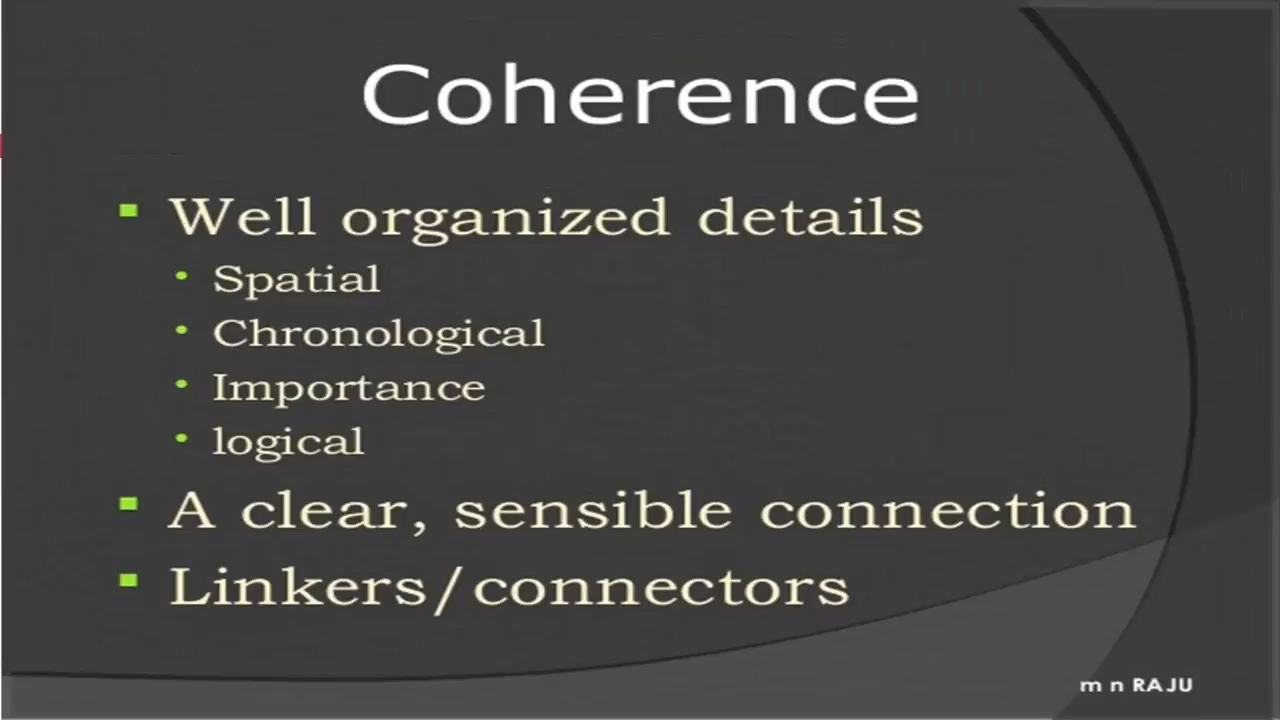 Coherence
Well organized details
Spatial
Chronological
Importance
logical
A clear, sensible connection
Linkers/connectors
m n RAJU